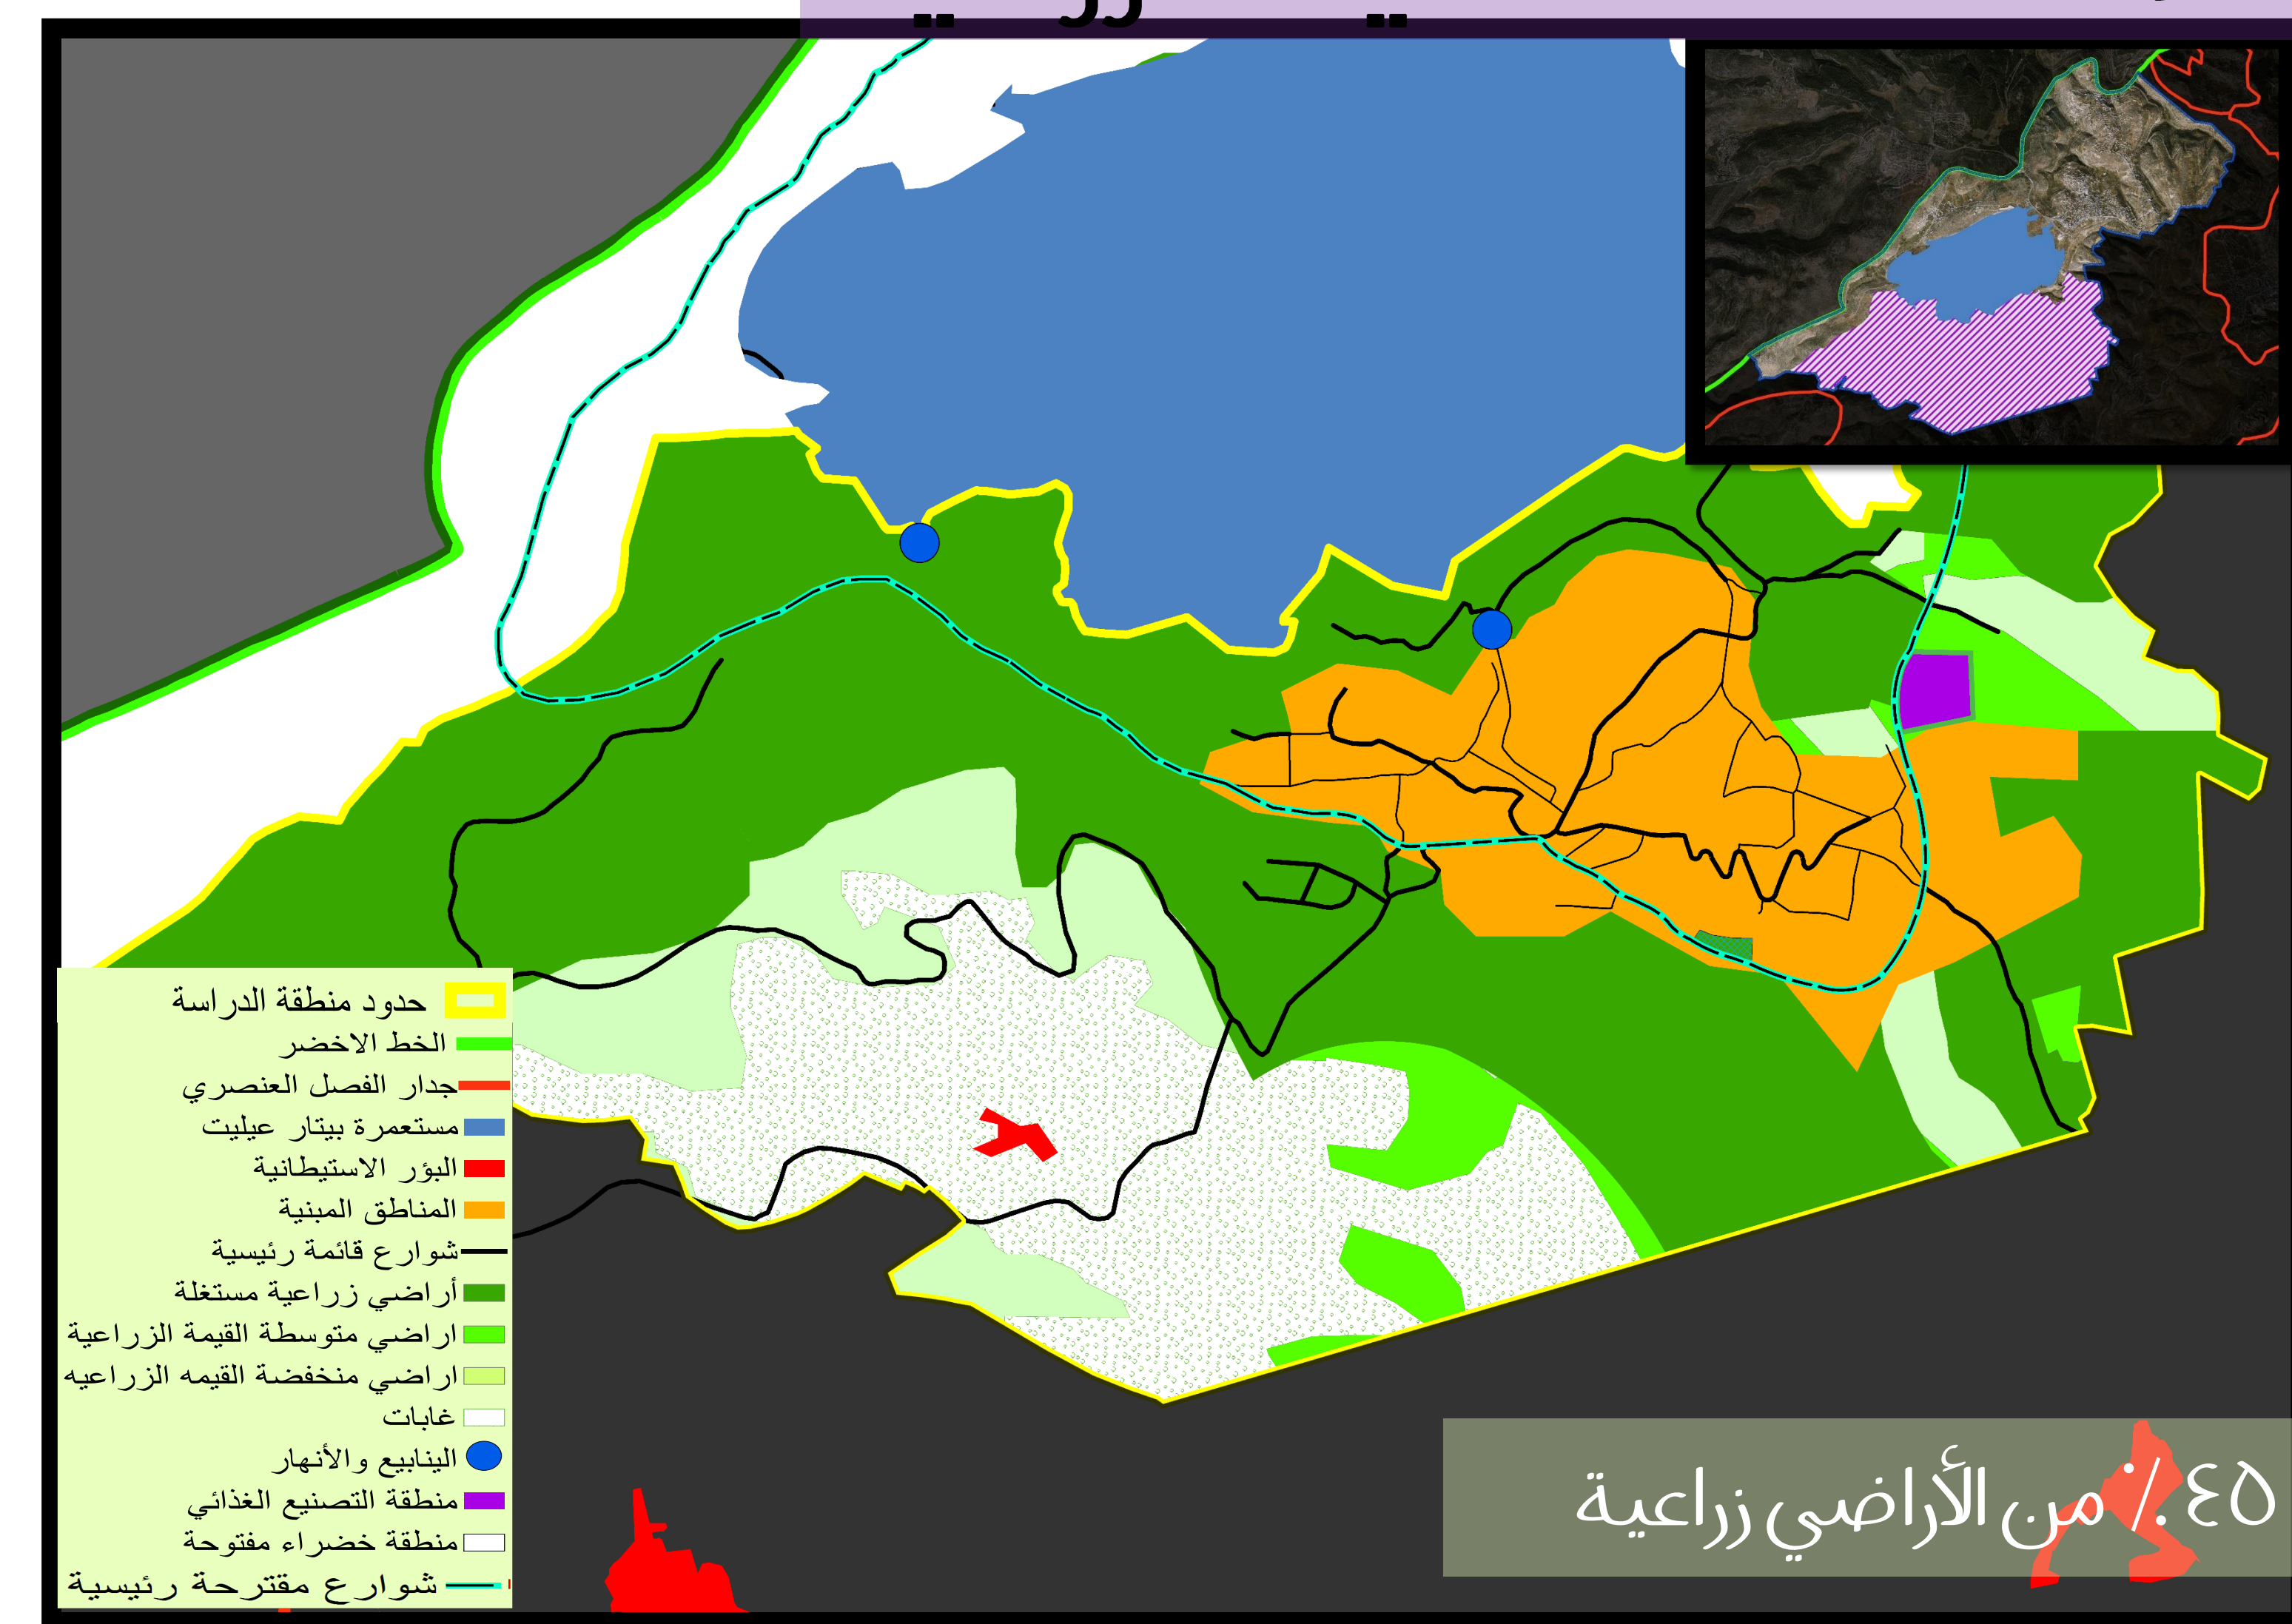 حدود منطقة الدراسة
الخط الاخضر
جدار الفصل العنصري
مستعمرة بيتار عيليت
البؤر الاستيطانية
المناطق المبنية
شوارع قائمة رئيسية
أراضي زراعية مستغلة
اراضي متوسطة القيمة الزراعية
اراضي منخفضة القيمه الزراعيه
غابات
الينابيع والأنهار
منطقة التصنيع الغذائي
منطقة خضراء مفتوحة
شوارع مقترحة رئيسية
٤٥ ٪ من الأراضي زراعية